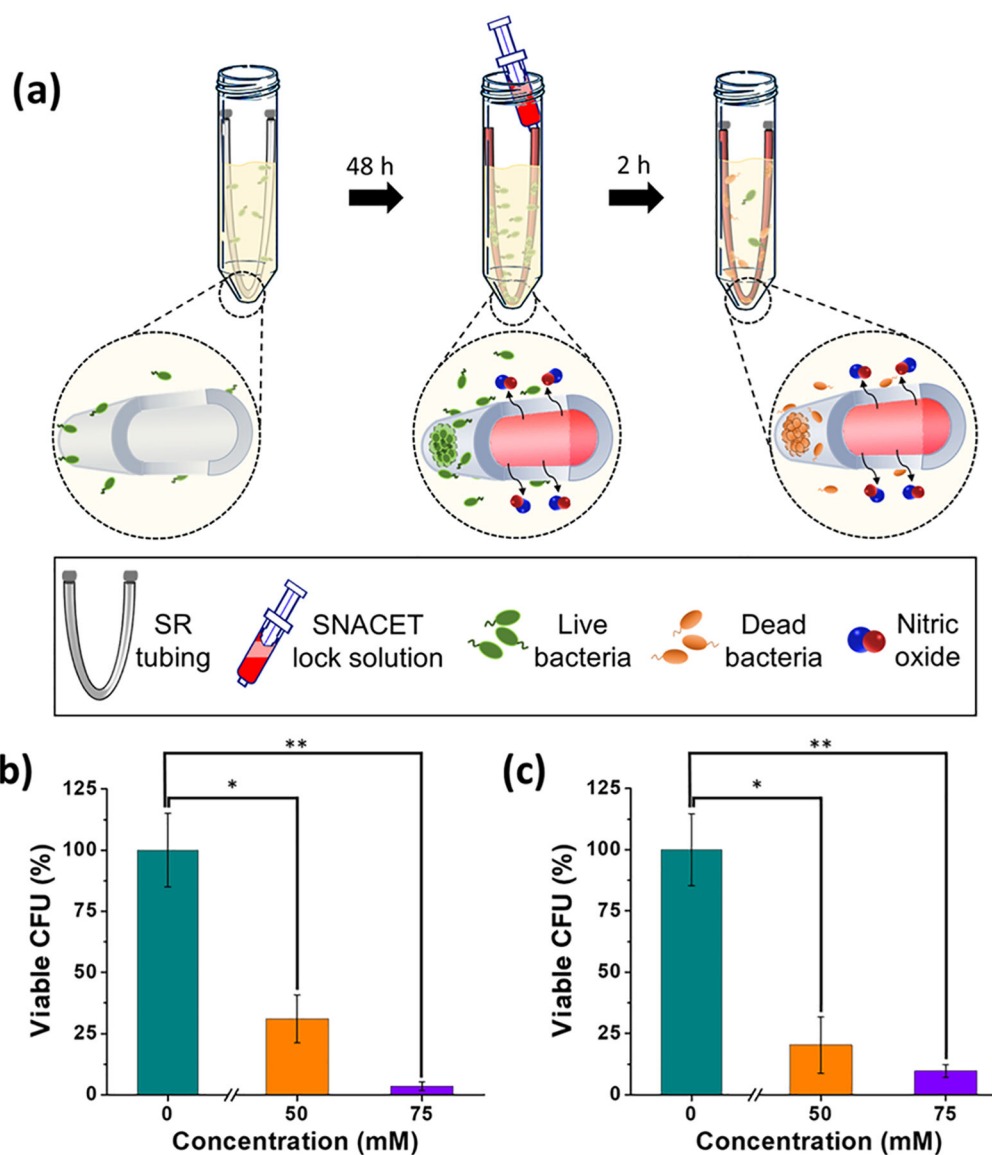 (a)
48 h
2 h
SR
tubing
SNACET
lock solution
Live
bacteria
Dead
bacteria
Nitric
oxide
b)
**
*
125
100
75
50
25
0
Viable CFU (%)
0
50
75
Concentration (mM)
(c)
**
*
125
100
75
50
25
0
Viable CFU (%)
0
50
75
Concentration (mM)